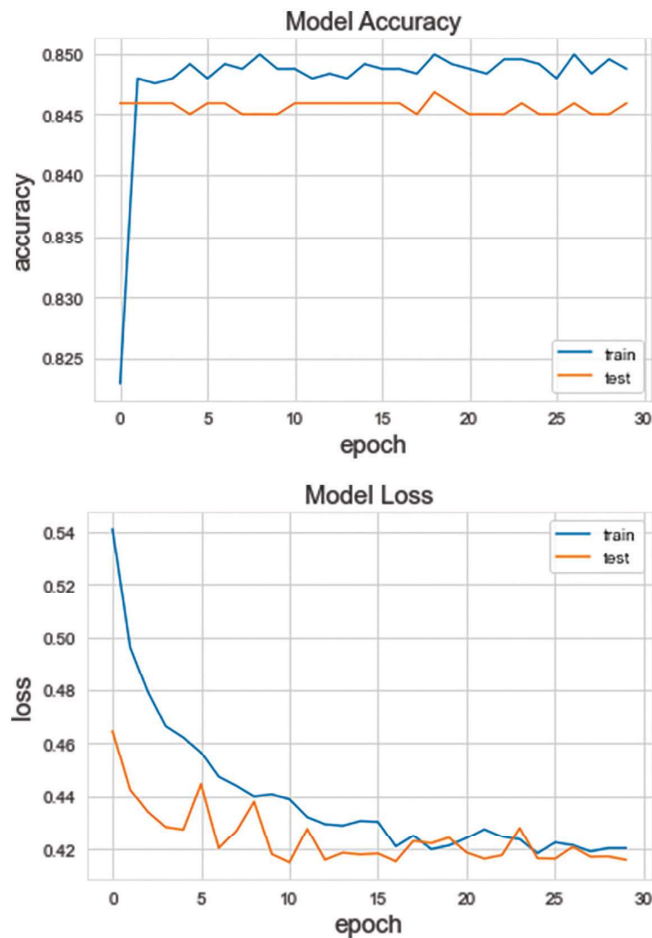 Model Accuracy
0.850
0.845
0.840
0.835
0.830
0.825
accuracy
train
test
0 5 10 15 20 25 30
epoch
Model Loss
train
test
0.54
0.52
0.50
0.48
0.46
0.44
0.42
loss
0 5 10 15 20 25 30
epoch